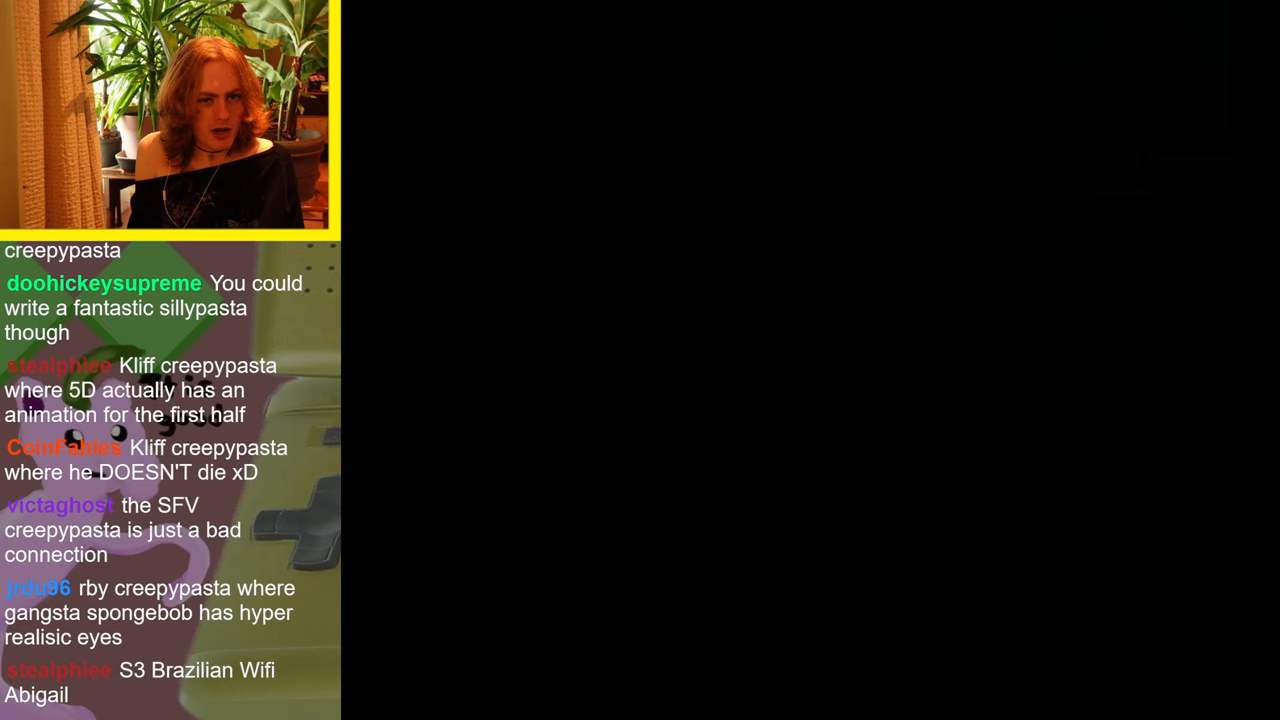 creepypasta
doohickeysupreme You could
write a fantastic sillypasta
though
stealphlee Kliff creepypasta
where 5D actually has an
animation for the first half
CoinFables Kliff creepypasta
where he DOESN'T die xD
victaghost the SFV
creepypasta is just a bad
connection
jrdu96 rby creepypasta where
gangsta spongebob has hyper
realisic eyes
stealphlee S3 Brazilian Wifi
Abigail